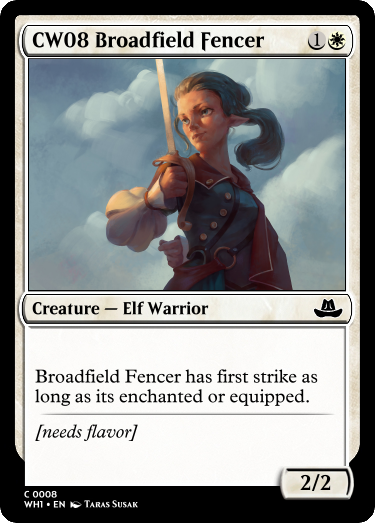 CW08 Broadfield Fencer 1
Creature — Elf Warrior
Broadfield Fencer has first strike as
long as its enchanted or equipped.
[needs flavor]
2/2
C 0008
WH1 • EN Taras Susak